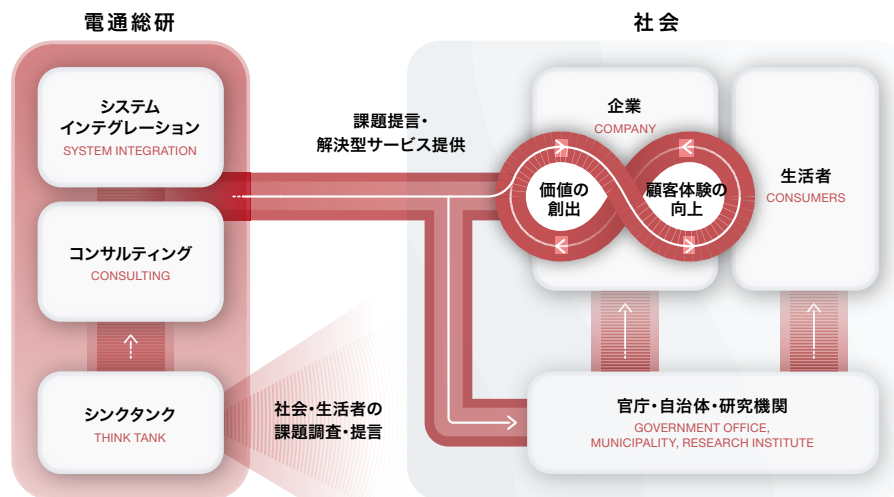 電通総研
システム
インテグレーション
SYSTEM INTEGRATION
コンサルティング
CONSULTING
シンクタンク
THINK TANK
課題提言・
解決型サービス提供
社会・生活者の
課題調査・提言
社会
企業
COMPANY
価値の
創出
顧客体験の
向上
生活者
CONSUMERS
官庁・自治体・研究機関
GOVERNMENT OFFICE,
MUNICIPALITY, RESEARCH INSTITUTE